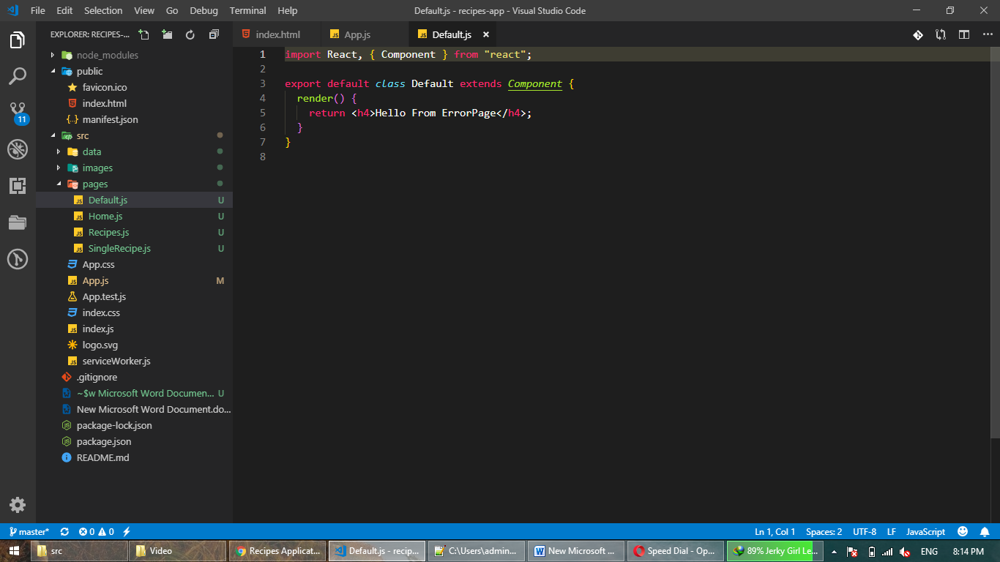 File Edit Selection View Go Debug Terminal Help Default.js - recipes-app - Visual Studio Code
EXPLORER: RECIPES-...
node_modules
public
favicon.ico
index.html
manifest.json
src
data
images
pages
Default.js U
Home.js U
Recipes.js U
SingleRecipe.js U
App.css
App.js M
App.test.js
index.css
index.js
logo.svg
serviceWorker.js
.gitignore
~$w Microsoft Word Documen... U
New Microsoft Word Document.do...
package-lock.json
package.json
README.md
11
index.html App.js Default.js
1 import React, { Component } from "react";
2
3 export default class Default extends Component {
4 render() {
5 return <h4>Hello From ErrorPage</h4>;
6 }
7 }
8
master* 0 0 Ln 1, Col 1 Spaces: 2 UTF-8 LF JavaScript
src Video Recipes Applicat... Default.js - recip... C:\Users\admin... New Microsoft ... Speed Dial - Op... 89% Jerky Girl Le... ENG 8:14 PM